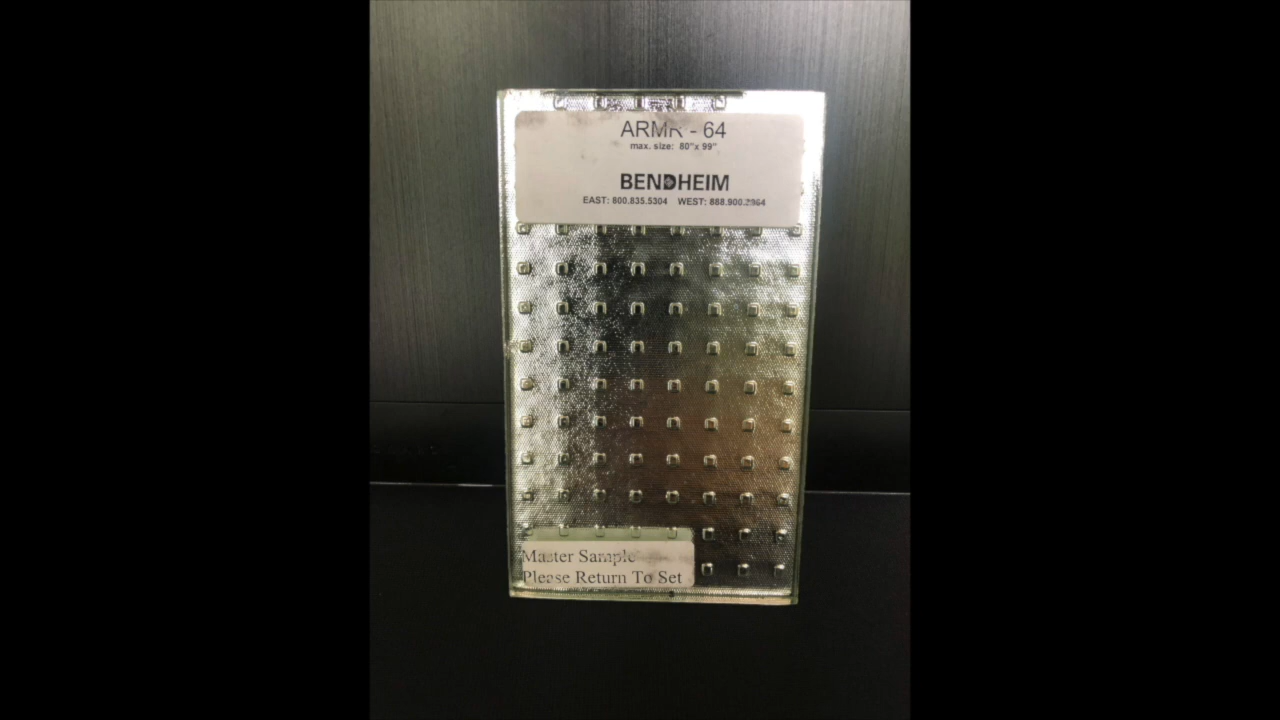 ARMR - 64
max. size: 80"x 99"
BENDHEIM
EAST: 800.835.5304 WEST: 888.900.2964
Master Sample
Please Return To Set